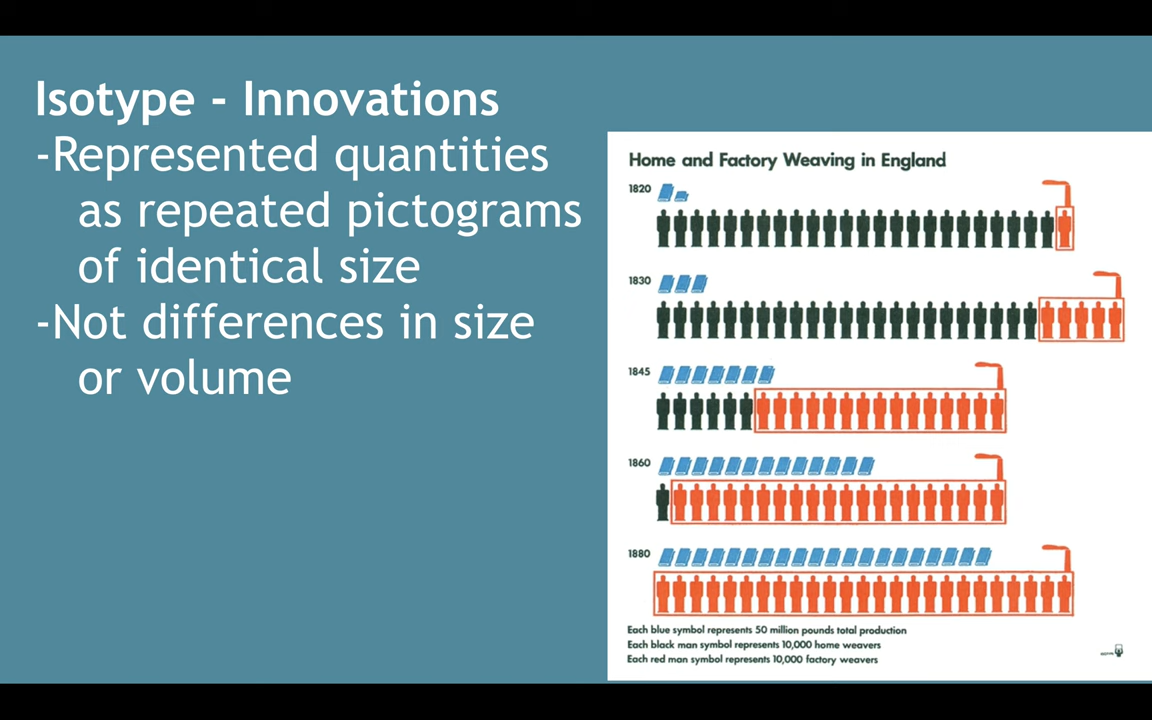 Isotype - Innovations
-Represented quantities
as repeated pictograms
of identical size
-Not differences in size
or volume
Home and Factory Weaving in England
1820
1830
1845
1860
1880
Each blue symbol represents 50 million pounds total production
Each black man symbol represents 10,000 home weavers
Each red man symbol represents 10,000 factory weavers